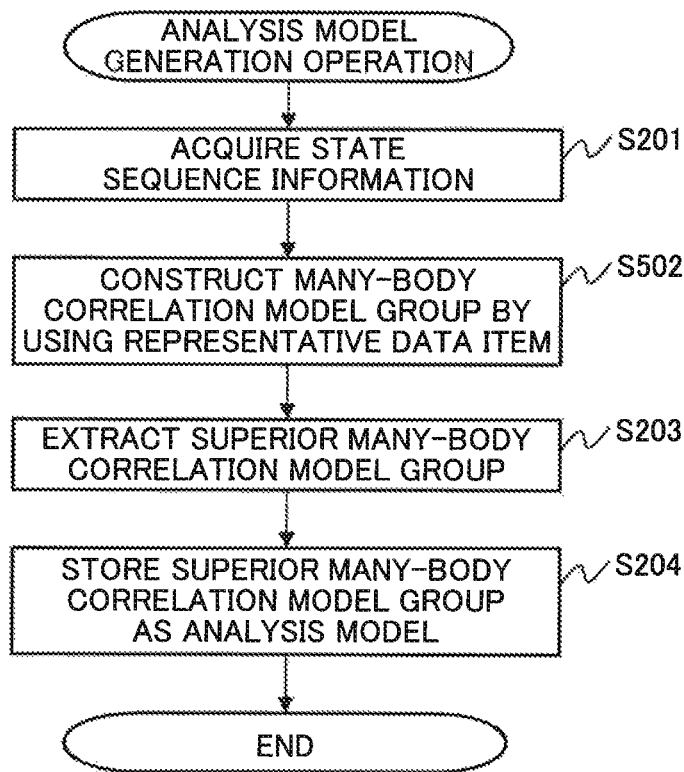 ANALYSIS MODEL
GENERATION OPERATION
ACQUIRE STATE
SEQUENCE INFORMATION
S201
CONSTRUCT MANY-BODY
CORRELATION MODEL GROUP BY
USING REPRESENTATIVE DATA ITEM
S502
EXTRACT SUPERIOR MANY-BODY
CORRELATION MODEL GROUP
S203
STORE SUPERIOR MANY-BODY
CORRELATION MODEL GROUP
AS ANALYSIS MODEL
S204
END